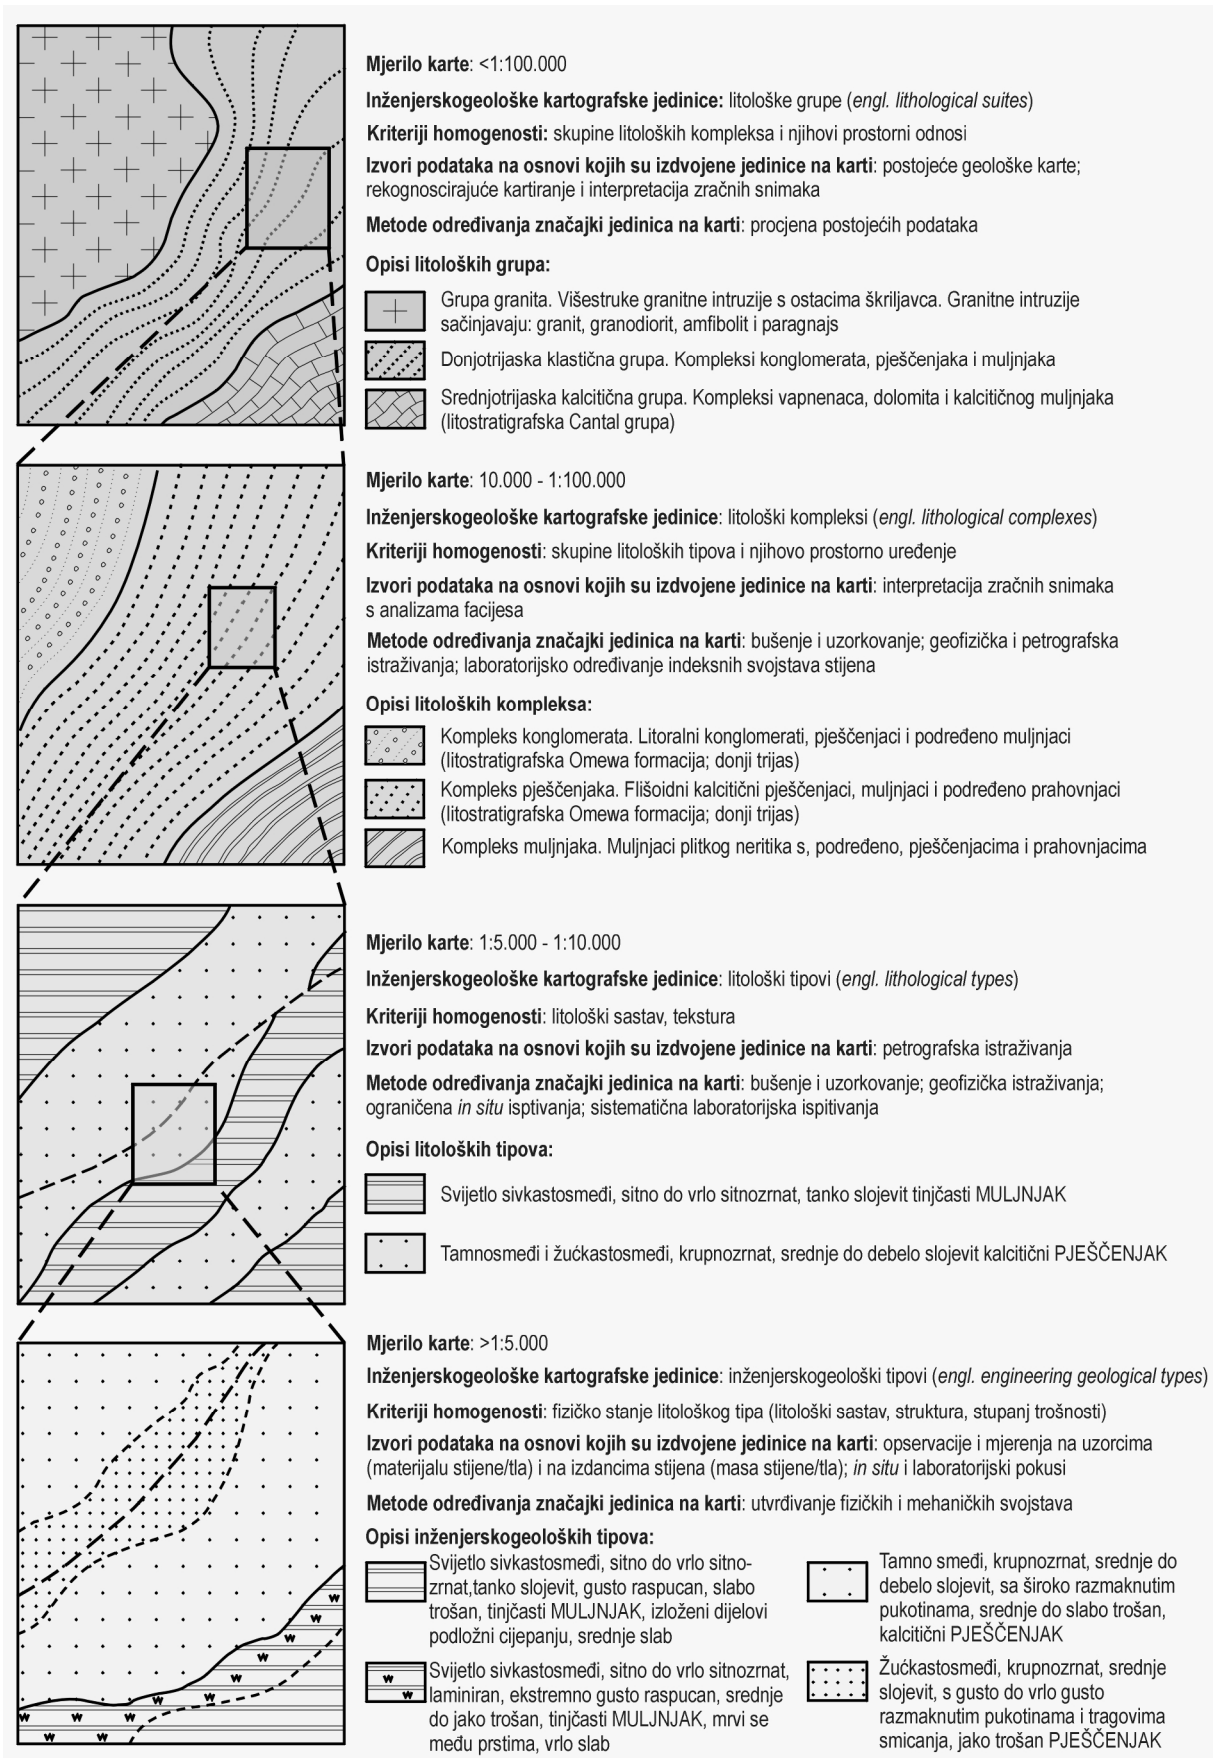 Mjerilo karte: <1:100.000
Inženjerskogeološke kartografske jedinice: litološke grupe (engl. lithological suites)
Kriteriji homogenosti: skupine litoloških kompleksa i njihovi prostorni odnosi
Izvori podataka na osnovi kojih su izdvojene jedinice na karti: postojeće geološke karte;
rekognoscirajuće kartiranje i interpretacija zračnih snimaka
Metode određivanja značajki jedinica na karti: procjena postojećih podataka
Opisi litoloških grupa:
Grupa granita. Višestruke granitne intruzije s ostacima škriljavca. Granitne intruzije
sačinjavaju: granit, granodiorit, amfibolit i paragnajs
Donjotrijaska klastična grupa. Kompleksi konglomerata, pješčenjaka i muljnjaka
Srednjotrijaska kalcitična grupa. Kompleksi vapnenaca, dolomita i kalcitičnog muljnjaka
(litostratigrafska Cantal grupa)
Mjerilo karte: 10.000 - 1:100.000
Inženjerskogeološke kartografske jedinice: litološki kompleksi (engl. lithological complexes)
Kriteriji homogenosti: skupine litoloških tipova i njihovo prostorno uređenje
Izvori podataka na osnovi kojih su izdvojene jedinice na karti: interpretacija zračnih snimaka
s analizama facijesa
Metode određivanja značajki jedinica na karti: bušenje i uzorkovanje; geofizička i petrografska
istraživanja; laboratorijsko određivanje indeksnih svojstava stijena
Opisi litoloških kompleksa:
Kompleks konglomerata. Litoralni konglomerati, pješčenjaci i podređeno muljnjaci
(litostratigrafska Omewa formacija; donji trijas)
Kompleks pješčenjaka. Flišoidni kalcitični pješčenjaci, muljnjaci i podređeno prahovnjaci
(litostratigrafska Omewa formacija; donji trijas)
Kompleks muljnjaka. Muljnjaci plitkog neritika s, podređeno, pješčenjacima i prahovnjacima
Mjerilo karte: 1:5.000 - 1:10.000
Inženjerskogeološke kartografske jedinice: litološki tipovi (engl. lithological types)
Kriteriji homogenosti: litološki sastav, tekstura
Izvori podataka na osnovi kojih su izdvojene jedinice na karti: petrografska istraživanja
Metode određivanja značajki jedinica na karti: bušenje i uzorkovanje; geofizička istraživanja;
ograničena in situ isptivanja; sistematična laboratorijska ispitivanja
Opisi litoloških tipova:
Svijetlo sivkastosmeđi, sitno do vrlo sitnozrnat, tanko slojevit tinjčasti MULJNJAK
Tamnosmeđi i žućkastosmeđi, krupnozrnat, srednje do debelo slojevit kalcitični PJEŠČENJAK
Mjerilo karte: >1:5.000
Inženjerskogeološke kartografske jedinice: inženjerskogeološki tipovi (engl. engineering geological types)
Kriteriji homogenosti: fizičko stanje litološkog tipa (litološki sastav, struktura, stupanj trošnosti)
Izvori podataka na osnovi kojih su izdvojene jedinice na karti: opservacije i mjerenja na uzorcima
(materijalu stijene/tla) i na izdancima stijena (masa stijene/tla); in situ i laboratorijski pokusi
Metode određivanja značajki jedinica na karti: utvrđivanje fizičkih i mehaničkih svojstava
Opisi inženjerskogeoloških tipova:
Svijetlo sivkastosmeđi, sitno do vrlo sitno-
zrnat,tanko slojevit, gusto raspucan, slabo
trošan, tinjčasti MULJNJAK, izloženi dijelovi
podložni cijepanju, srednje slab
Svijetlo sivkastosmeđi, sitno do vrlo sitnozrnat,
laminiran, ekstremno gusto raspucan, srednje
do jako trošan, tinjčasti MULJNJAK, mrvi se
među prstima, vrlo slab
Tamno smeđi, krupnozrnat, srednje do
debelo slojevit, sa široko razmaknutim
pukotinama, srednje do slabo trošan,
kalcitični PJEŠČENJAK
Žućkastosmeđi, krupnozrnat, srednje
slojevit, s gusto do vrlo gusto
razmaknutim pukotinama i tragovima
smicanja, jako trošan PJEŠČENJAK